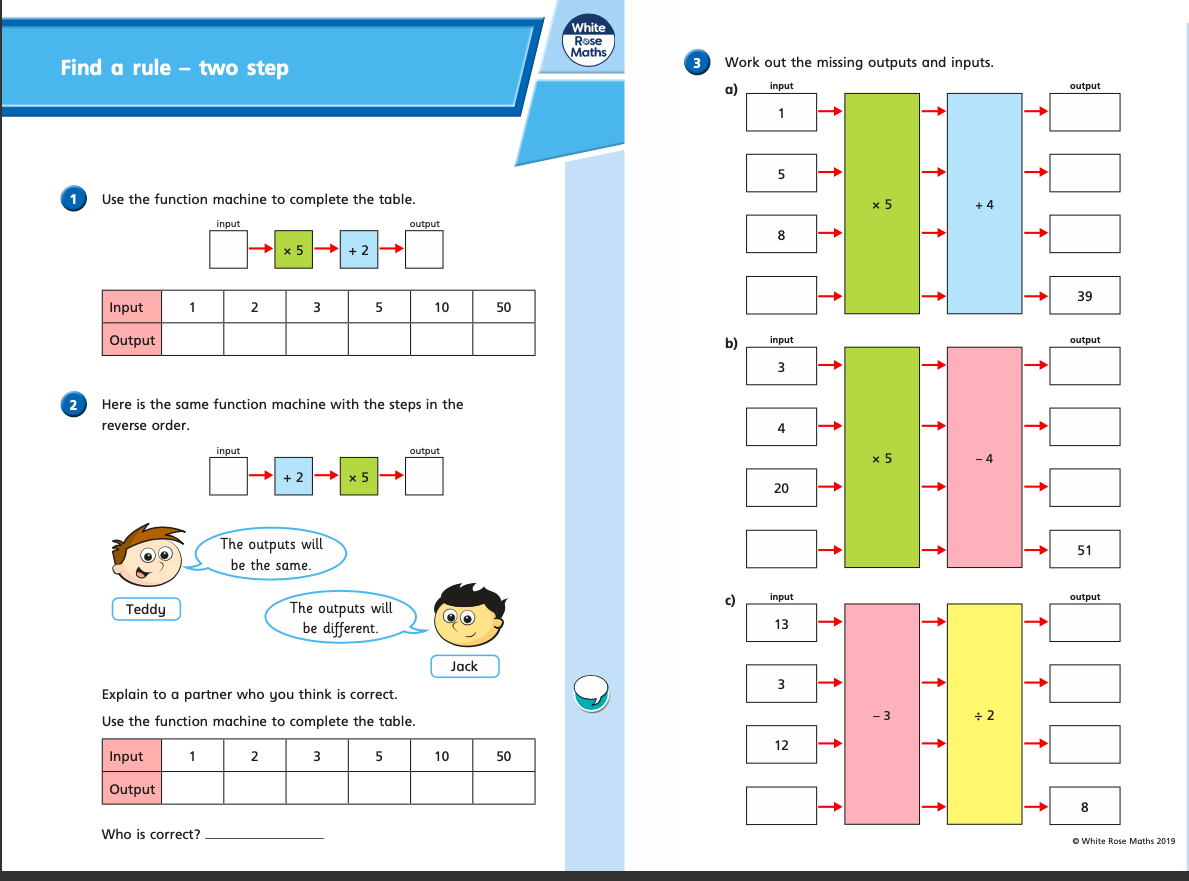 Find a rule – two step
White
Rose
Maths
1 Use the function machine to complete the table.
input output
× 5 + 2
Input 1 2 3 5 10 50
Output
2 Here is the same function machine with the steps in the
reverse order.
input output
+ 2 × 5
The outputs will
be the same.
Teddy
The outputs will
be different.
Jack
Explain to a partner who you think is correct.
Use the function machine to complete the table.
Input 1 2 3 5 10 50
Output
Who is correct?
3 Work out the missing outputs and inputs.
a) input output
1
5
× 5 + 4
8
39
b) input output
3
4
× 5 – 4
20
51
c) input output
13
3
– 3 ÷ 2
12
8
© White Rose Maths 2019